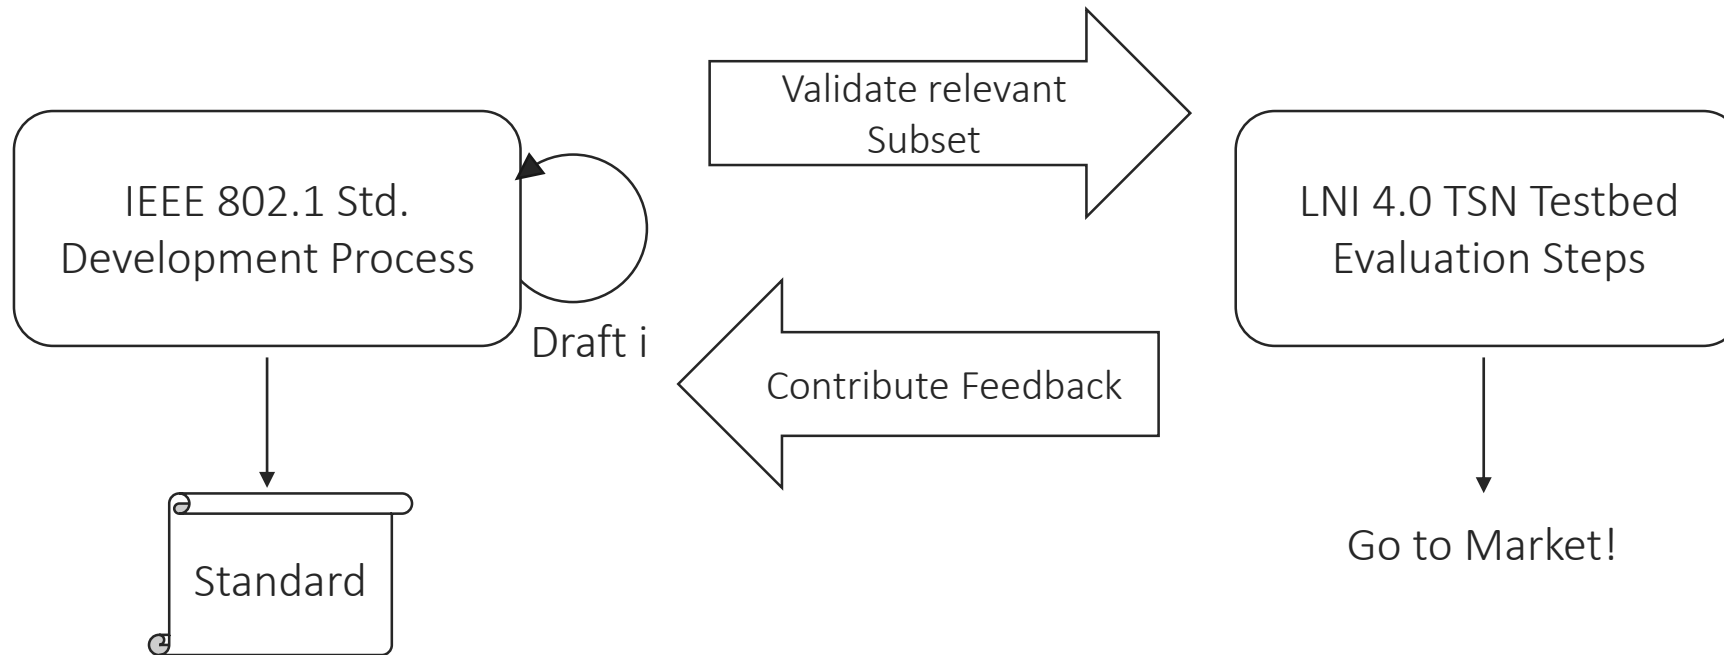 IEEE 802.1 Std.
Development Process
Draft i
Standard
Validate relevant
Subset
Contribute Feedback
LNI 4.0 TSN Testbed
Evaluation Steps
Go to Market!